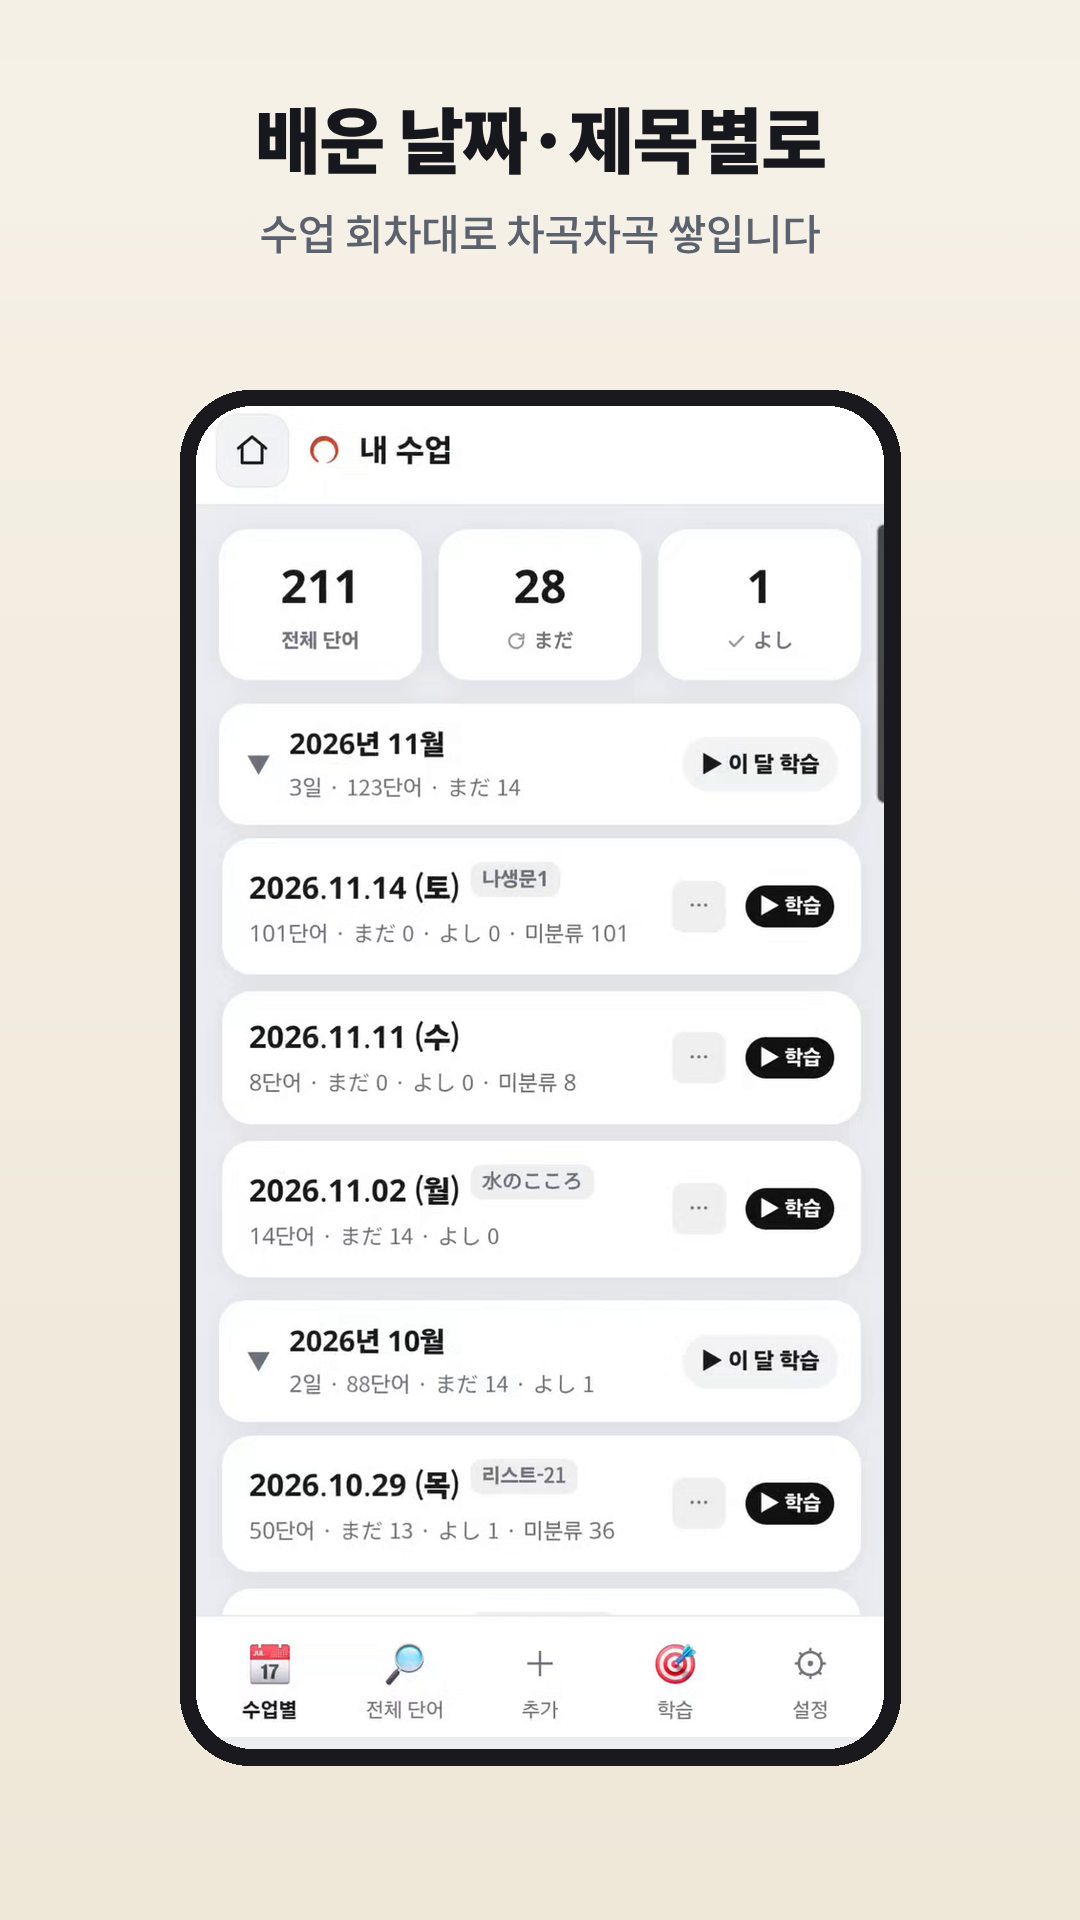 배운 날짜·제목별로
수업 회차대로 차곡차곡 쌓입니다
내 수업
211
전체 단어
28
まだ
1
よし
2026년 11월
3일 · 123단어 · まだ 14
▶ 이 달 학습
2026.11.14 (토) 나생문1
101단어 · まだ 0 · よし 0 · 미분류 101
···
▶ 학습
2026.11.11 (수)
8단어 · まだ 0 · よし 0 · 미분류 8
···
▶ 학습
2026.11.02 (월) 水のこころ
14단어 · まだ 14 · よし 0
···
▶ 학습
2026년 10월
2일 · 88단어 · まだ 14 · よし 1
▶ 이 달 학습
2026.10.29 (목) 리스트-21
50단어 · まだ 13 · よし 1 · 미분류 36
···
▶ 학습
JUL
17
수업별
전체 단어
추가
학습
설정